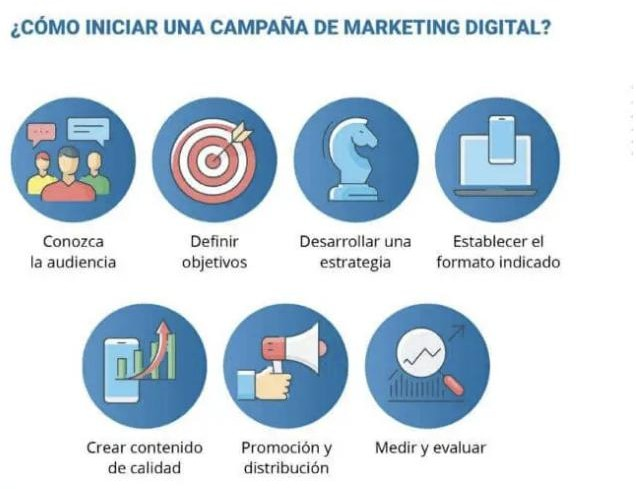 ¿CÓMO INICIAR UNA CAMPAÑA DE MARKETING DIGITAL?
Conozca
la audiencia
Definir
objetivos
Desarrollar una
estrategia
Establecer el
formato indicado
Crear contenido
de calidad
Promoción y
distribución
Medir y evaluar